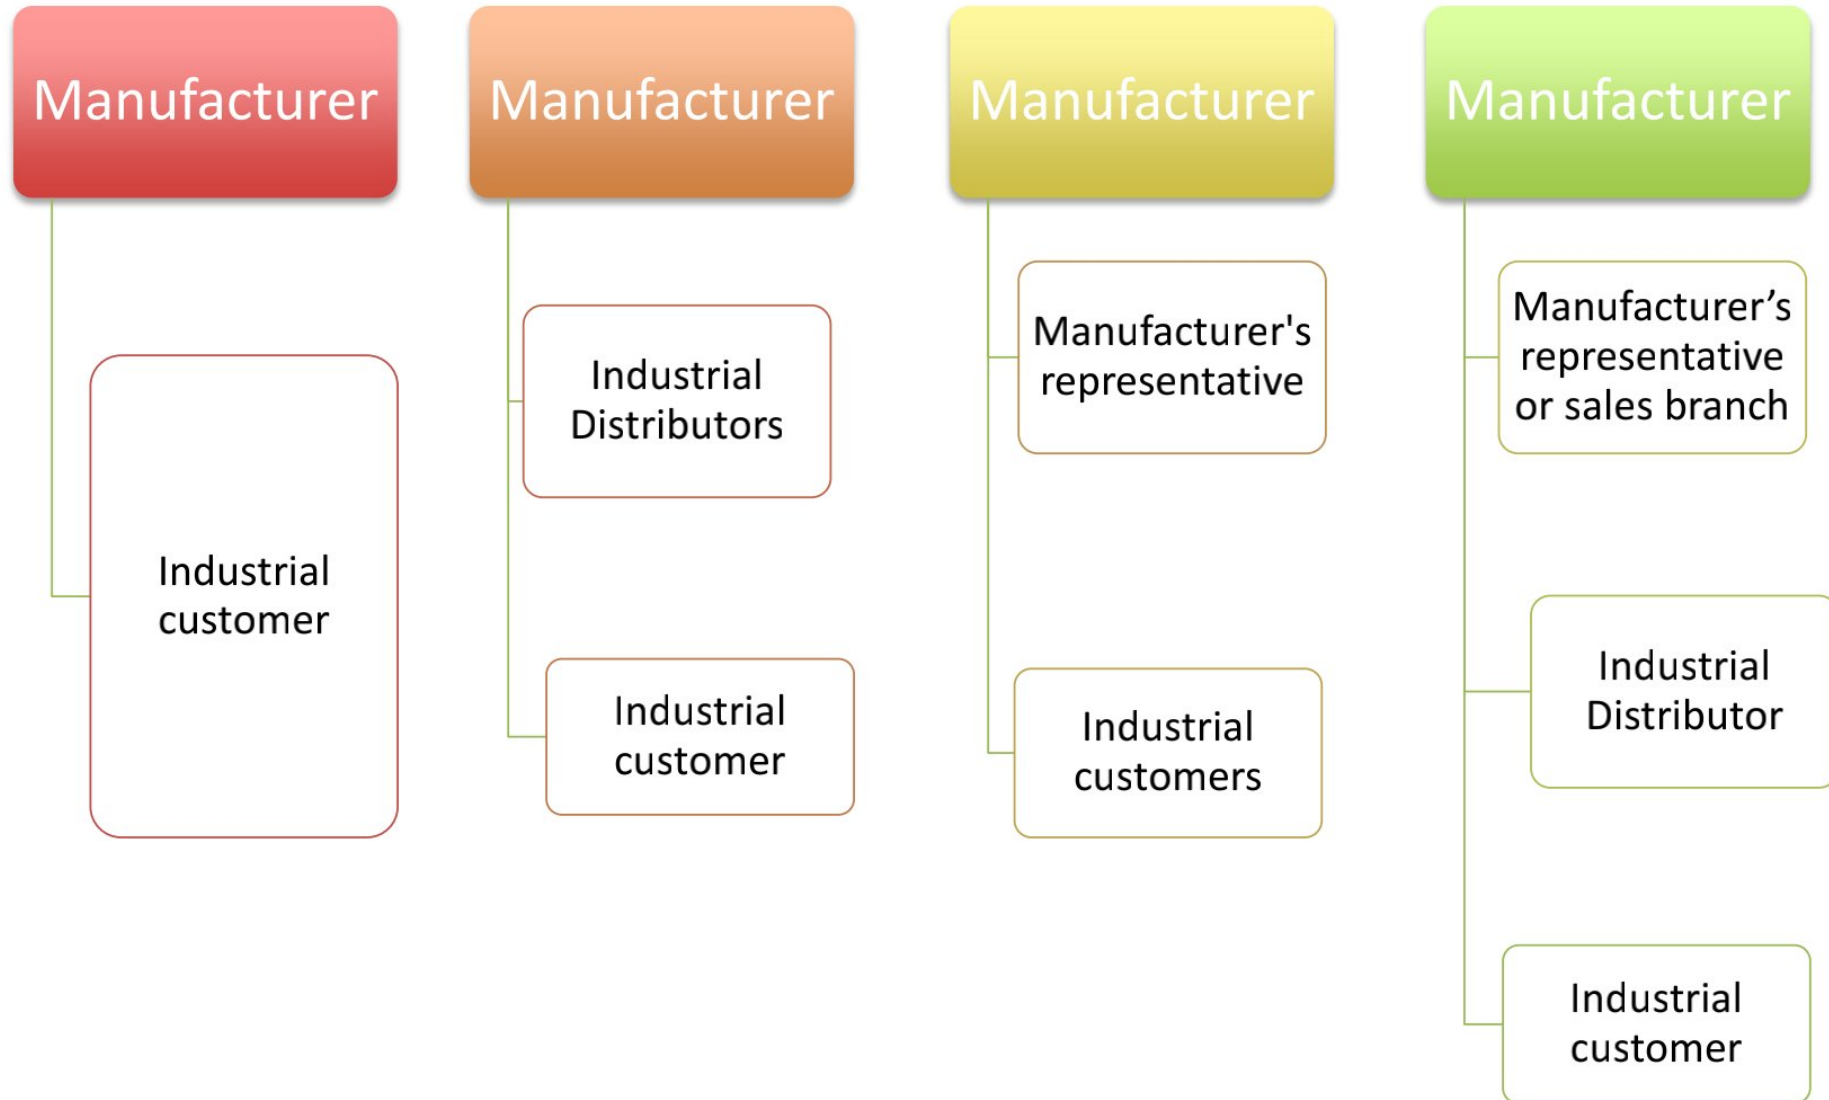 Manufacturer
Industrial
customer
Manufacturer
Industrial
Distributors
Industrial
customer
Manufacturer
Manufacturer's
representative
Industrial
customers
Manufacturer
Manufacturer’s
representative
or sales branch
Industrial
Distributor
Industrial
customer